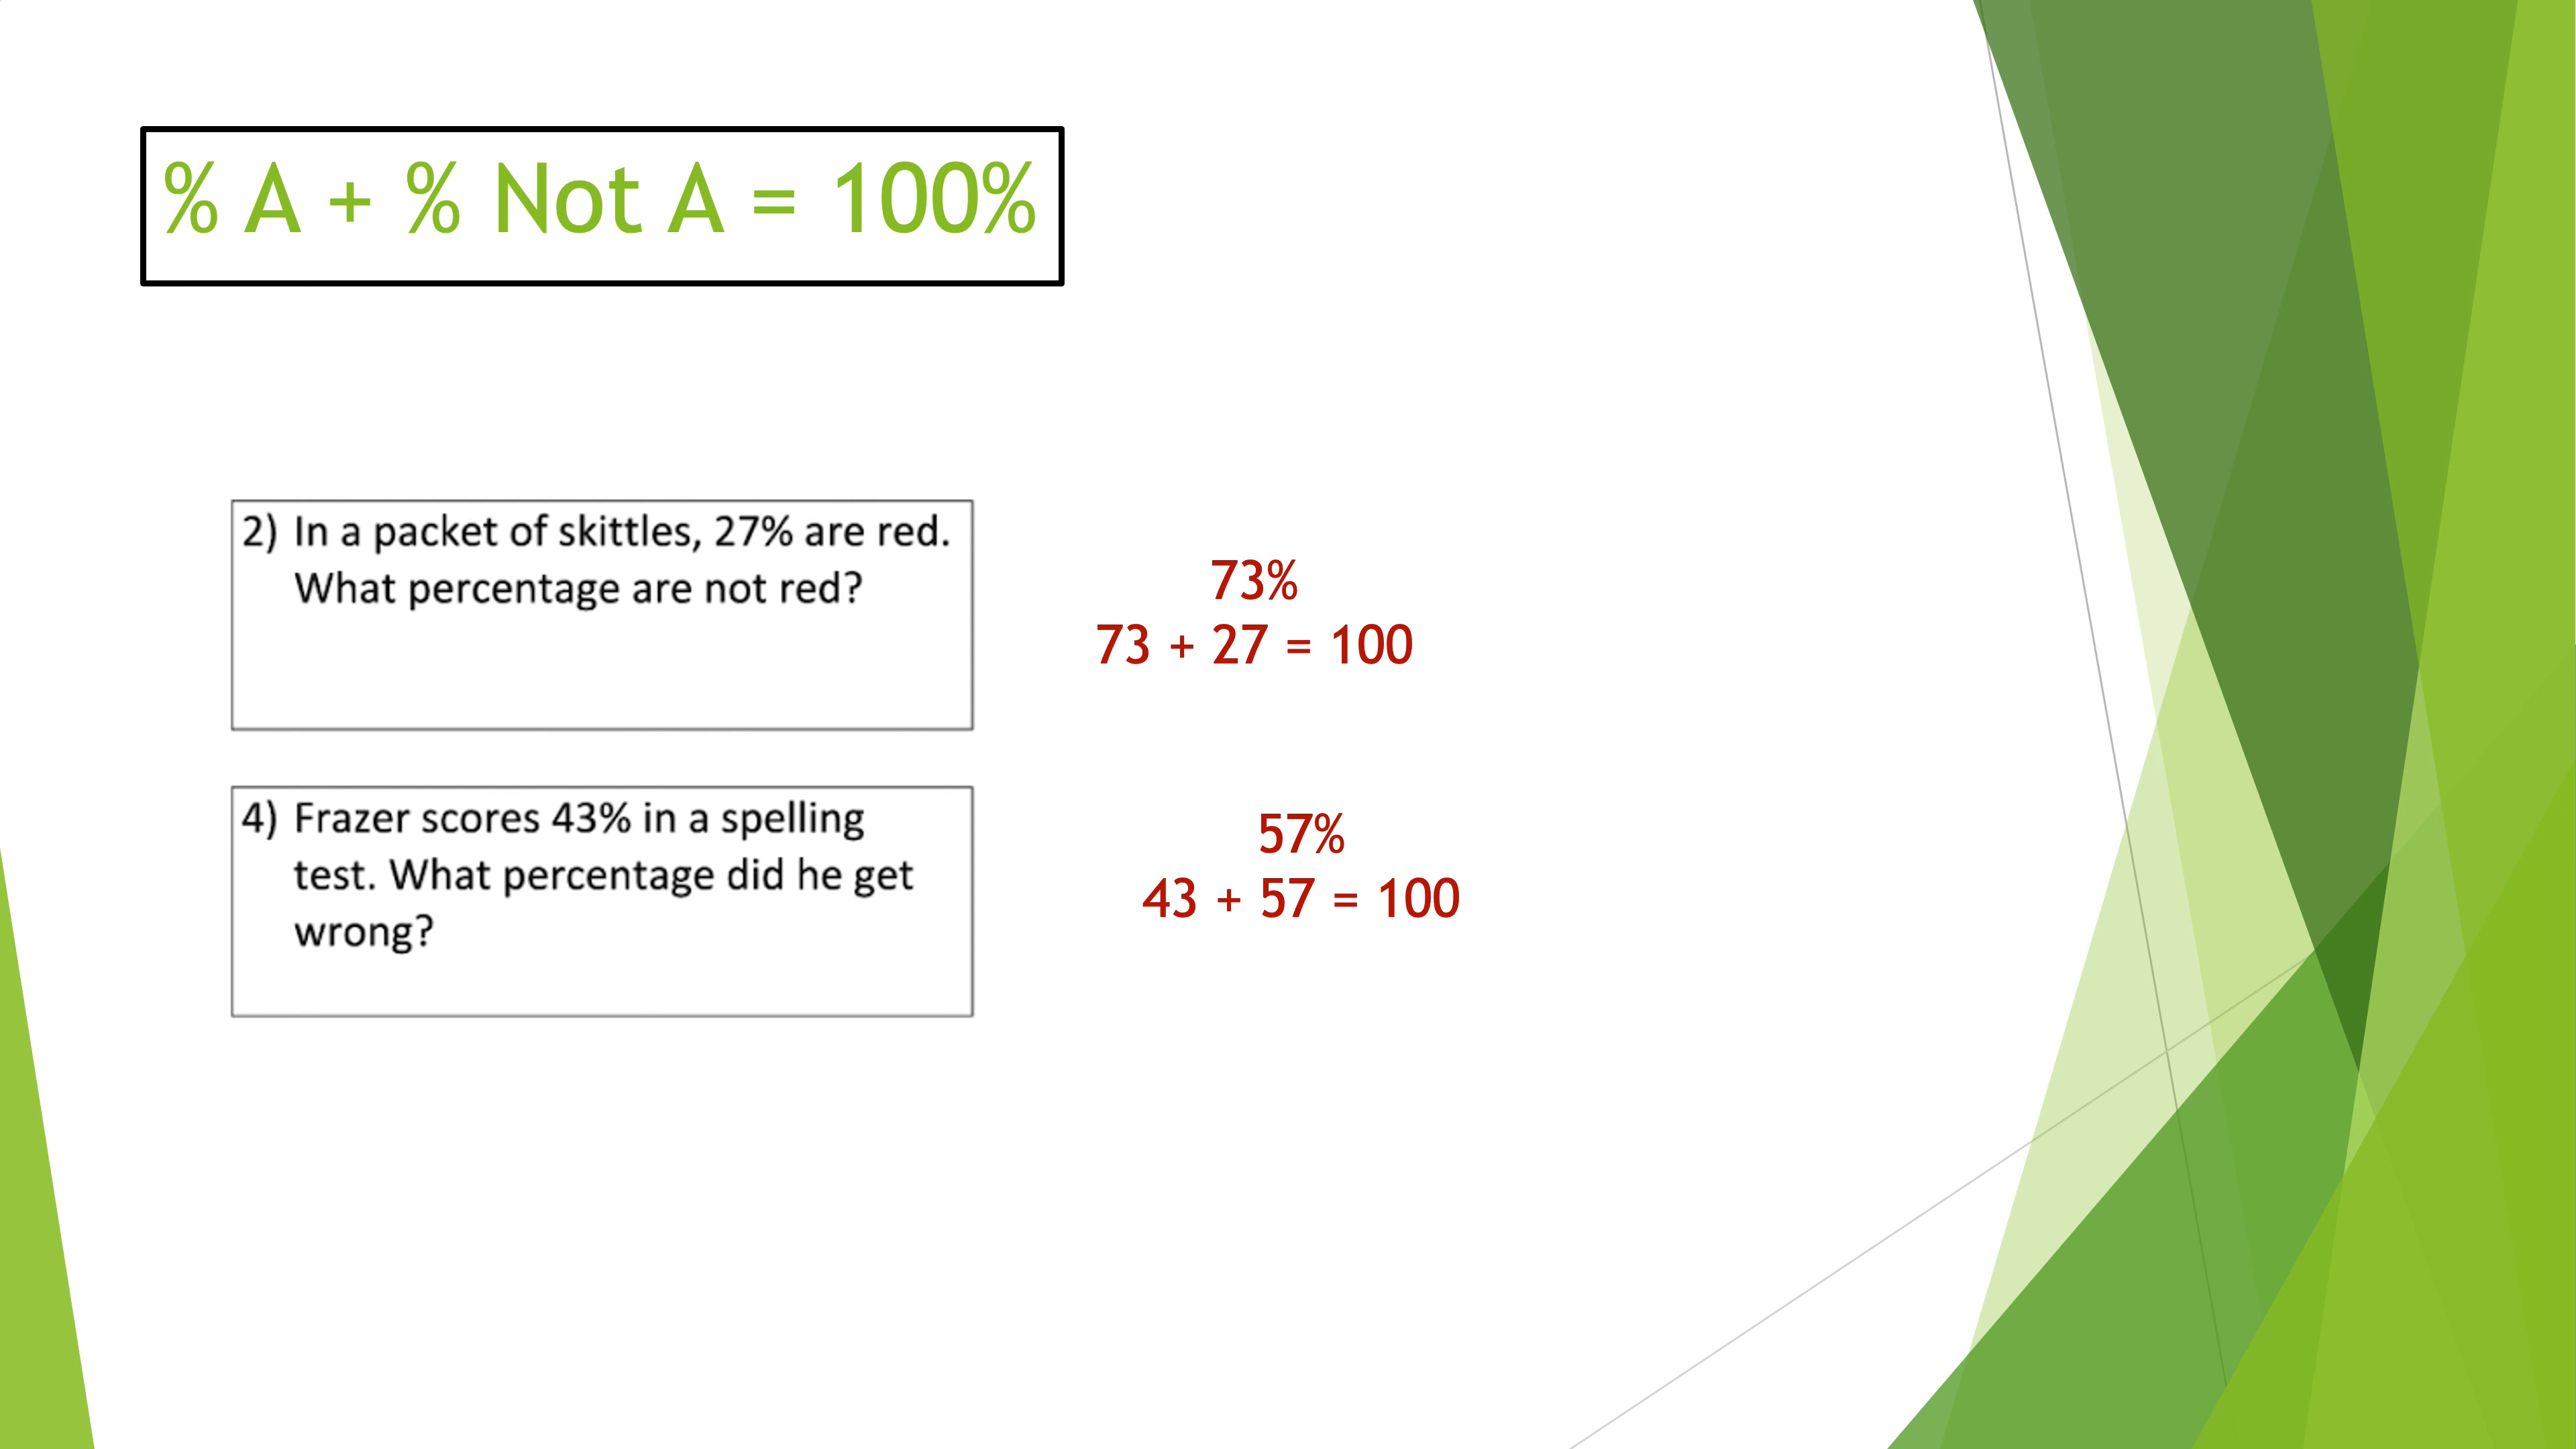 % A + % Not A = 100%
2) In a packet of skittles, 27% are red.
What percentage are not red?
73%
73 + 27 = 100
4) Frazer scores 43% in a spelling
test. What percentage did he get
wrong?
57%
43 + 57 = 100